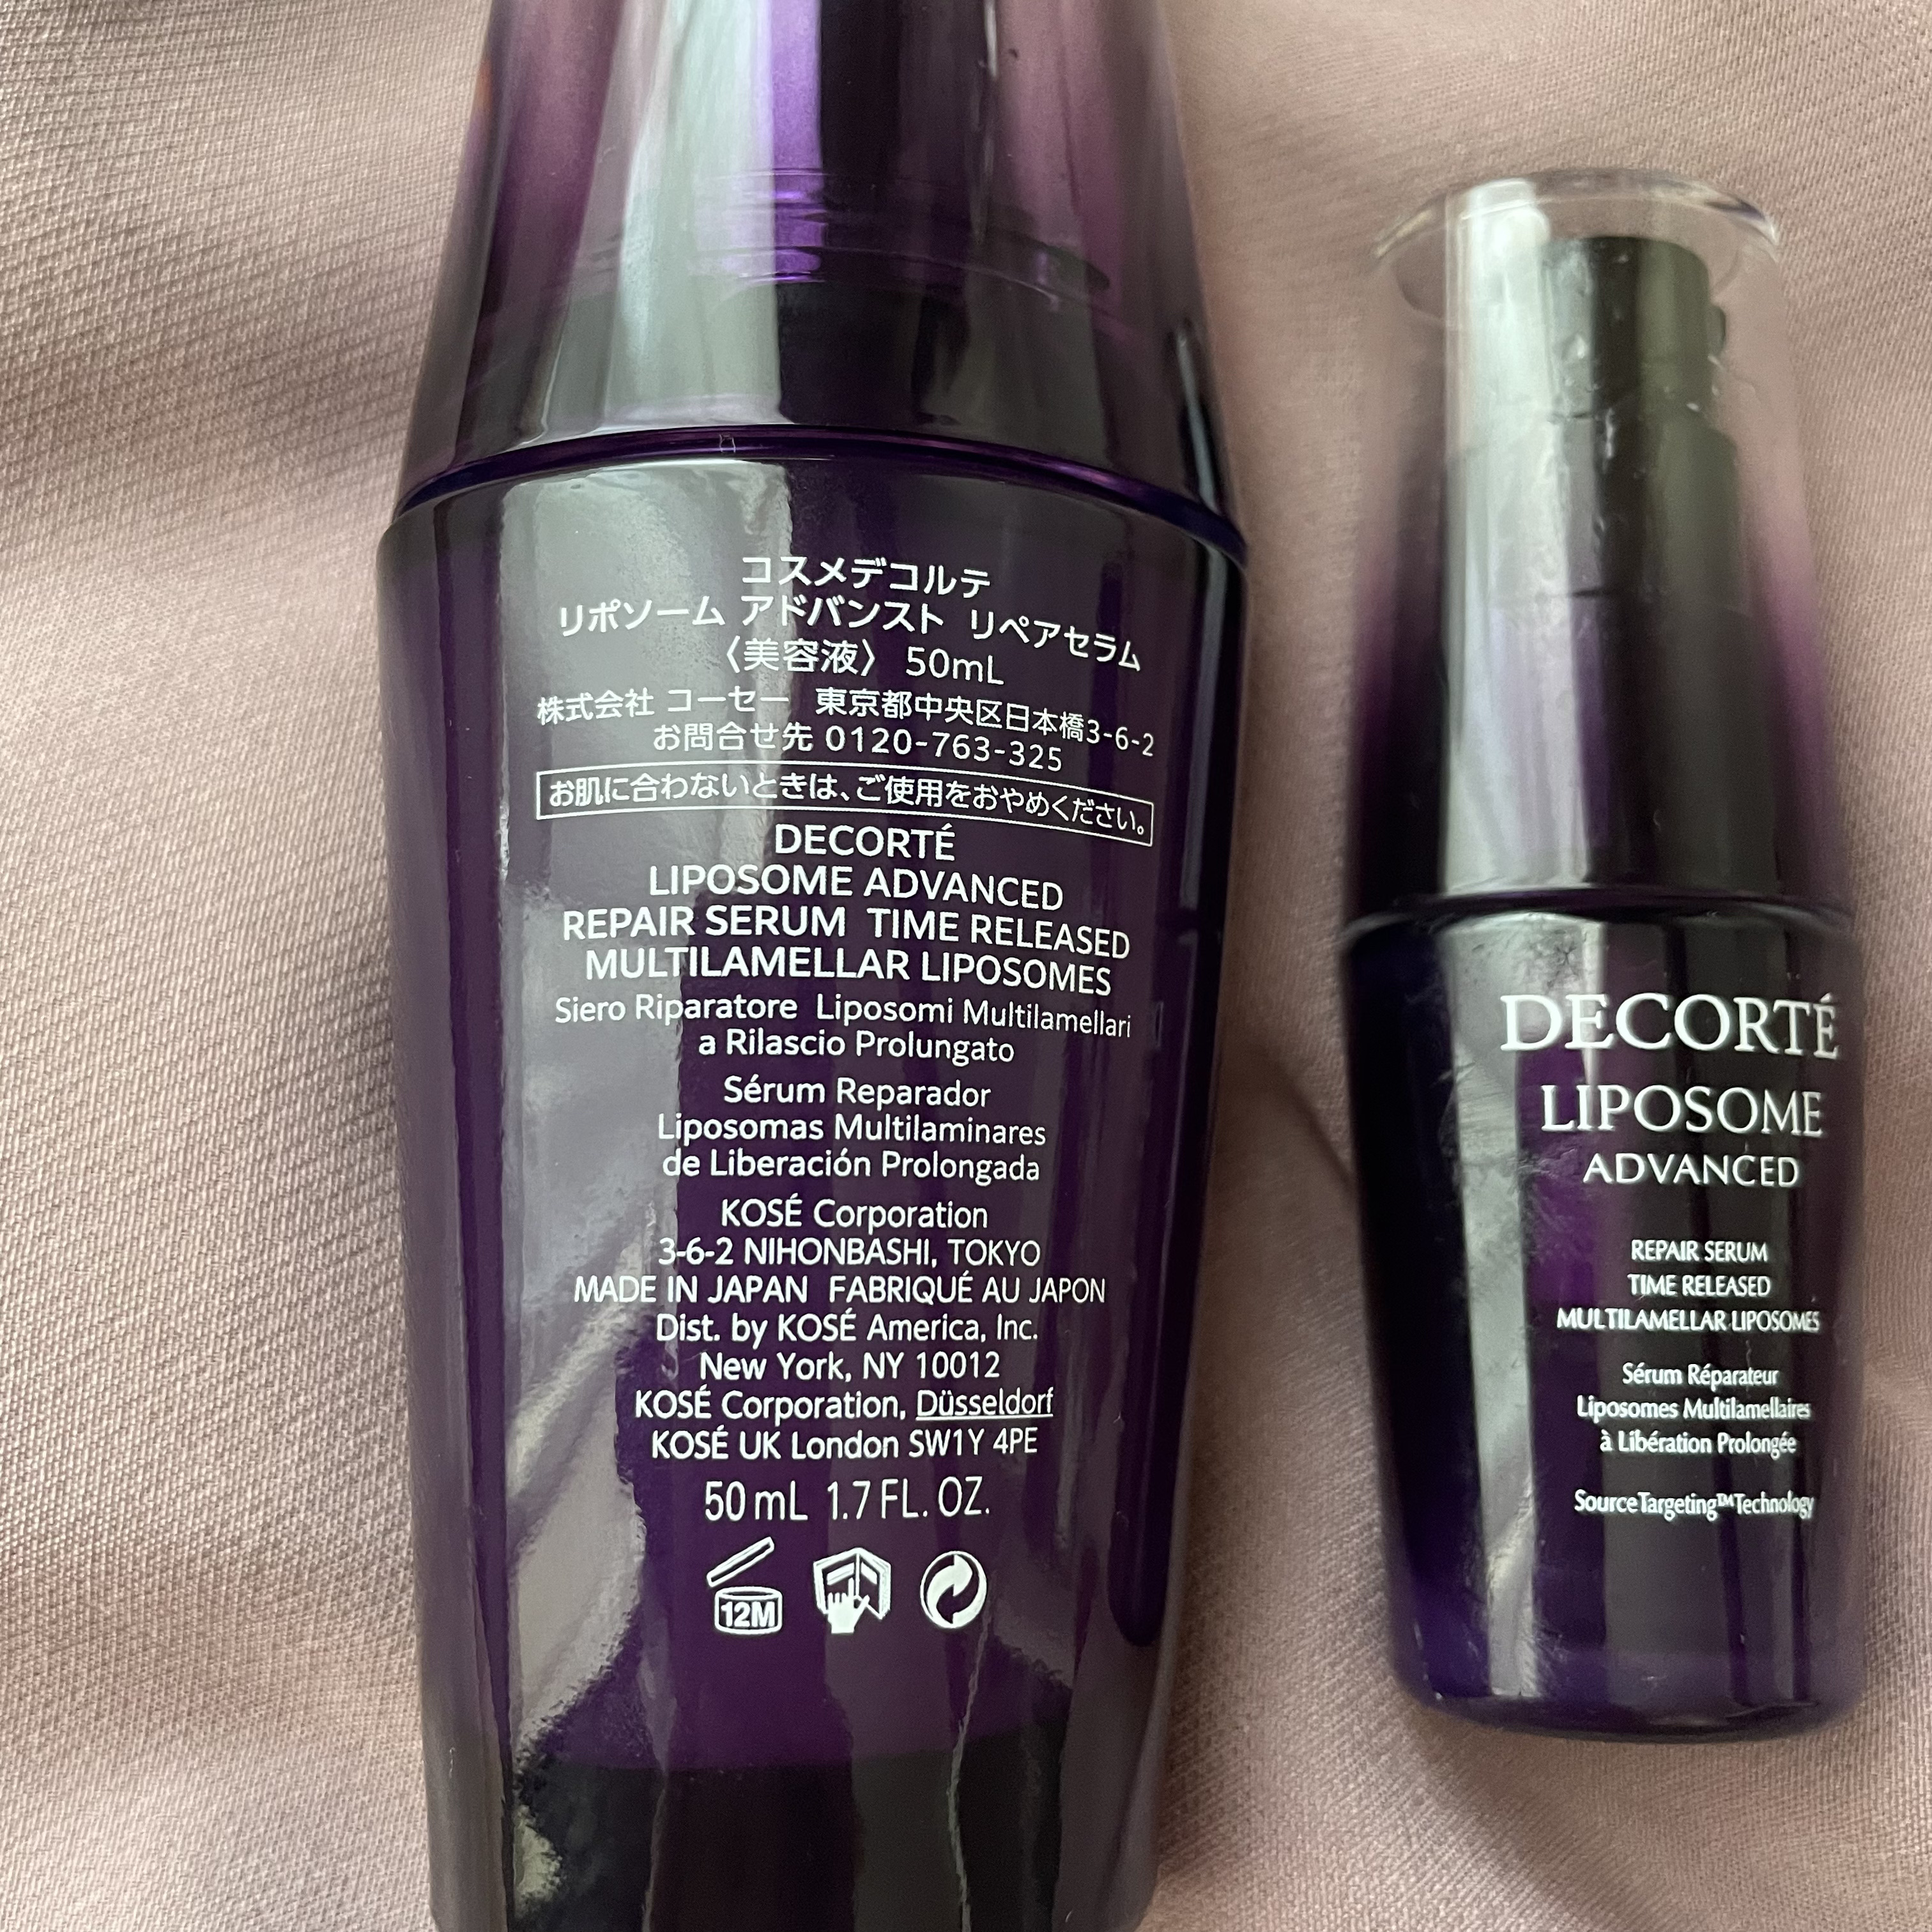 コスメデコルテ
リポソーム アドバンスト リペアセラム
〈美容液〉 50mL
株式会社 コーセー 東京都中央区日本橋3-6-2
お問合せ先 0120-763-325
お肌に合わないときは、ご使用をおやめください。
DECORTÉ
LIPOSOME ADVANCED
REPAIR SERUM TIME RELEASED
MULTILAMELLAR LIPOSOMES
Siero Riparatore Liposomi Multilamellari
a Rilascio Prolungato
Sérum Reparador
Liposomas Multilaminares
de Liberación Prolongada
KOSÉ Corporation
3-6-2 NIHONBASHI, TOKYO
MADE IN JAPAN FABRIQUÉ AU JAPON
Dist. by KOSÉ America, Inc.
New York, NY 10012
KOSÉ Corporation, Düsseldorf
KOSÉ UK London SW1Y 4PE
50 mL 1.7 FL. OZ.
12M
DECORTÉ
LIPOSOME
ADVANCED
REPAIR SERUM
TIME RELEASED
MULTILAMELLAR LIPOSOMES
Sérum Réparateur
Liposomes Multilamellaires
à Libération Prolongée
SourceTargeting™Technology